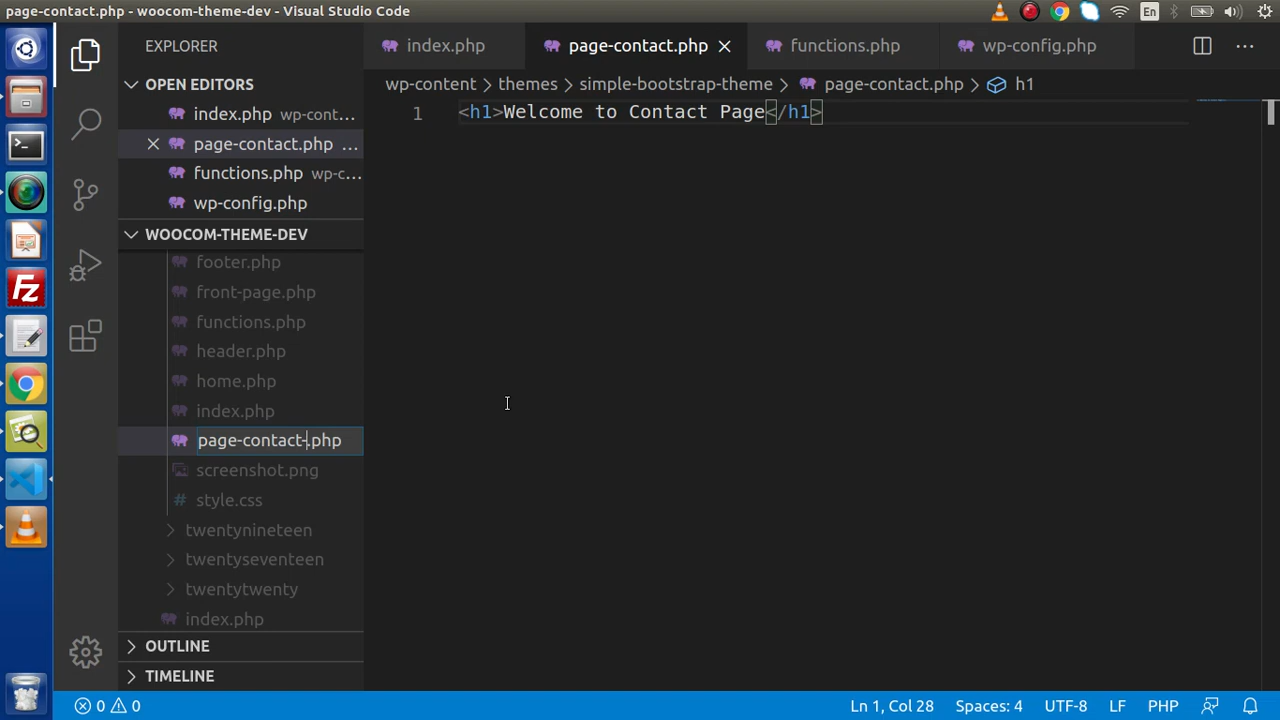 page-contact.php - woocom-theme-dev - Visual Studio Code
En
EXPLORER
OPEN EDITORS
index.php wp-cont...
page-contact.php ...
functions.php wp-c...
wp-config.php
WOOCOM-THEME-DEV
footer.php
front-page.php
functions.php
header.php
home.php
index.php
page-contact-.php
screenshot.png
style.css
twentynineteen
twentyseventeen
twentytwenty
index.php
OUTLINE
TIMELINE
index.php
page-contact.php
functions.php
wp-config.php
wp-content > themes > simple-bootstrap-theme > page-contact.php > h1
1 <h1>Welcome to Contact Page</h1>
Fz
0 0
Ln 1, Col 28 Spaces: 4 UTF-8 LF PHP